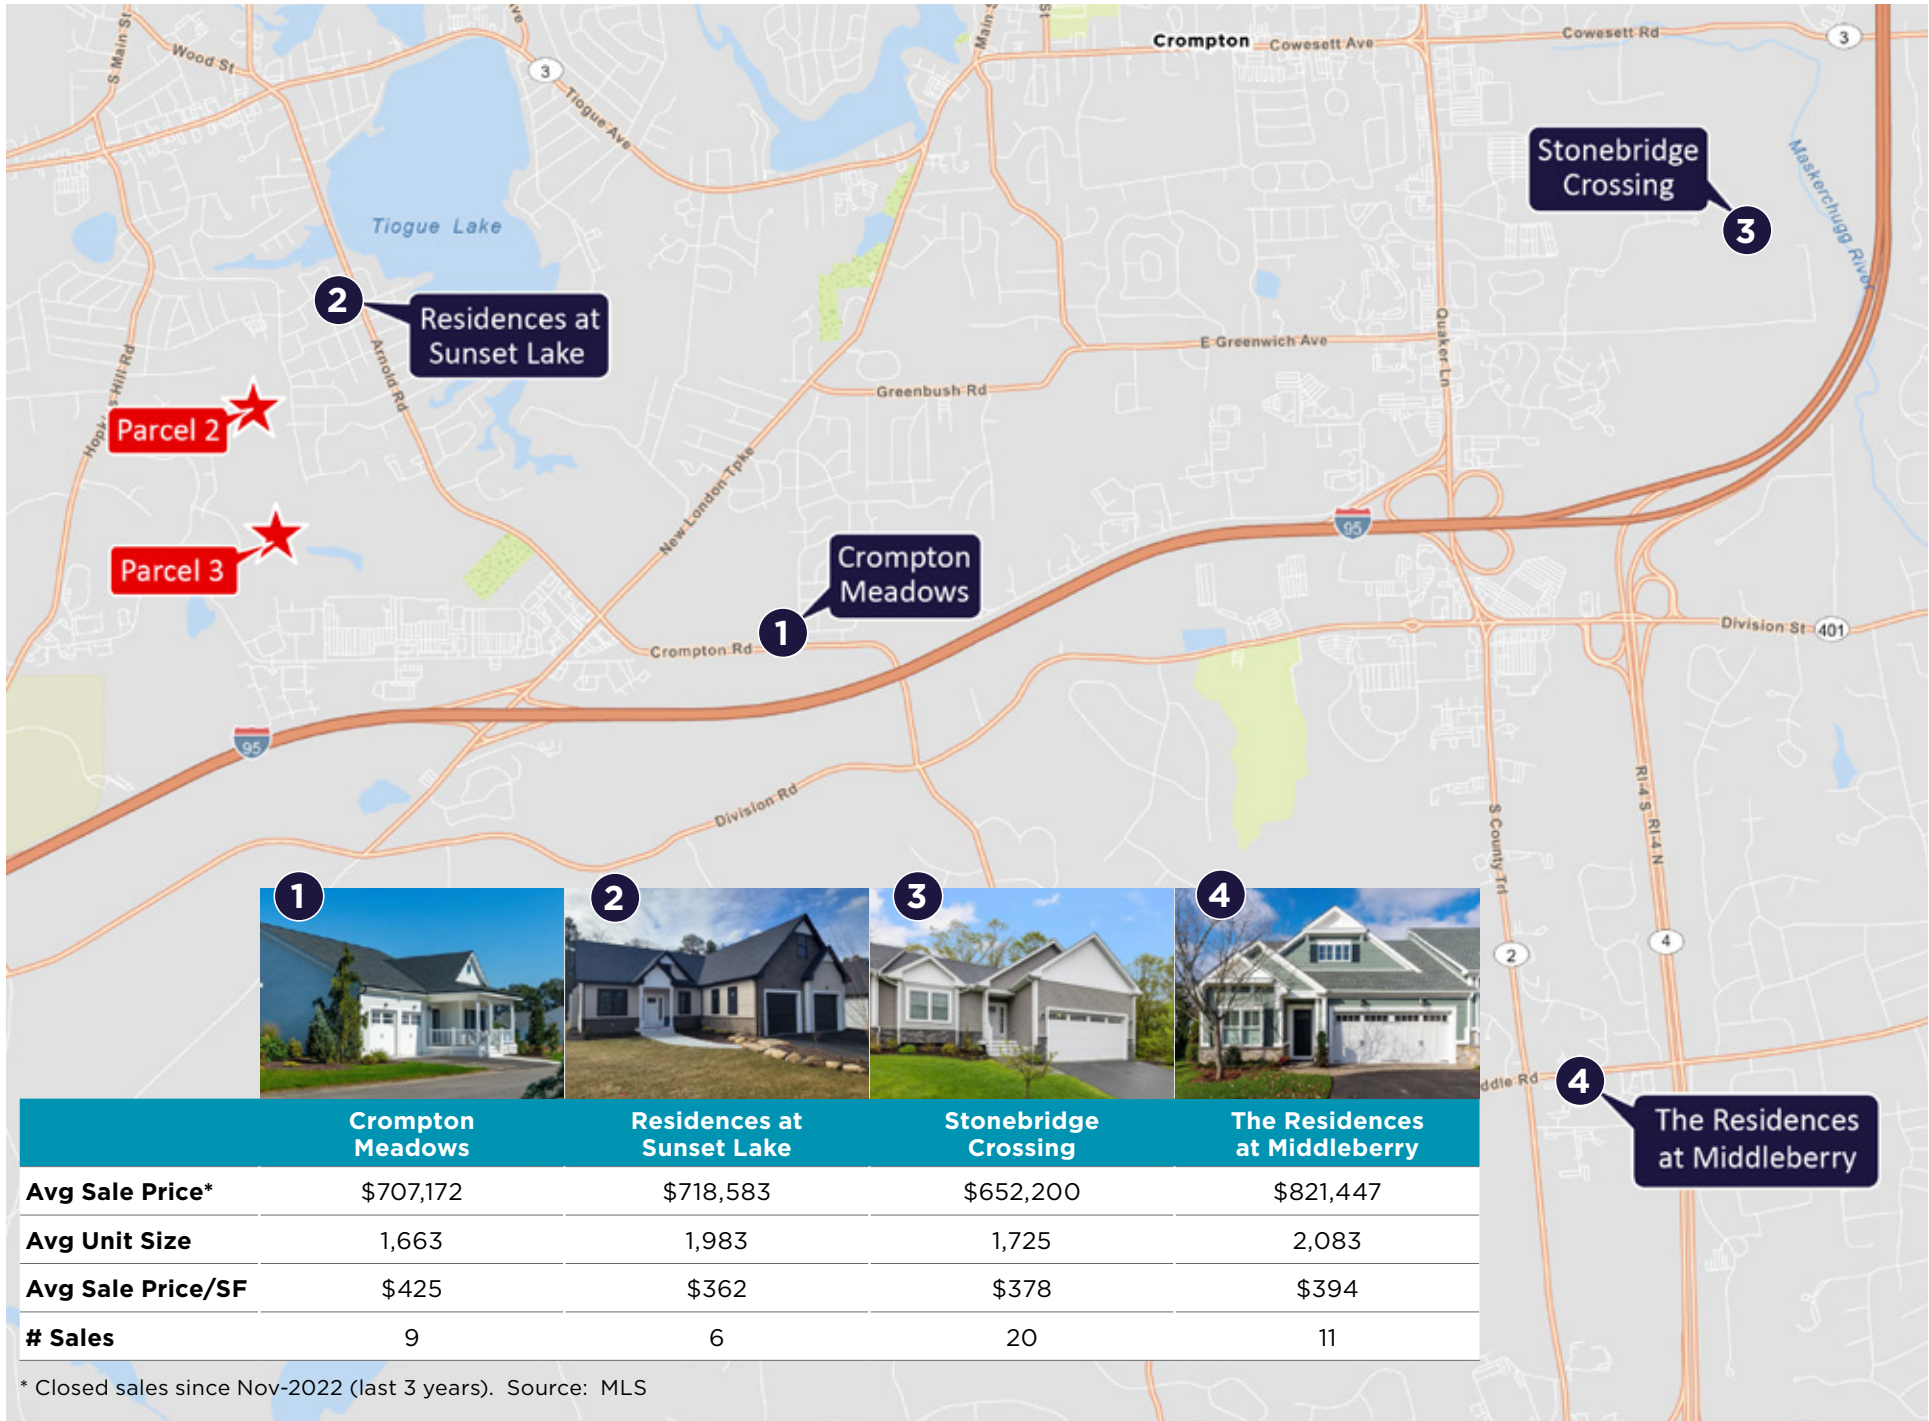 S Main St
Wood St
Ave
3
Tiogue Ave
St
Crompton
Cowesett Ave
Cowesett Rd
3
Stonebridge
Crossing
3
Maskerchugg River
Tiogue Lake
2
Residences at
Sunset Lake
Arnold Rd
Hill Rd
Parcel 2
Quaker Ln
E Greenwich Ave
Greenbush Rd
New London Tpke
Parcel 3
95
Crompton
Meadows
1
Crompton Rd
Division St
401
95
Division Rd
S County Trl
RI-4 S
RI-4 N
2
4
ddle Rd
4
The Residences
at Middleberry
1
2
3
4
Crompton
Meadows
Residences at
Sunset Lake
Stonebridge
Crossing
The Residences
at Middleberry
Avg Sale Price* $707,172 $718,583 $652,200 $821,447
Avg Unit Size 1,663 1,983 1,725 2,083
Avg Sale Price/SF $425 $362 $378 $394
# Sales 9 6 20 11
* Closed sales since Nov-2022 (last 3 years). Source: MLS